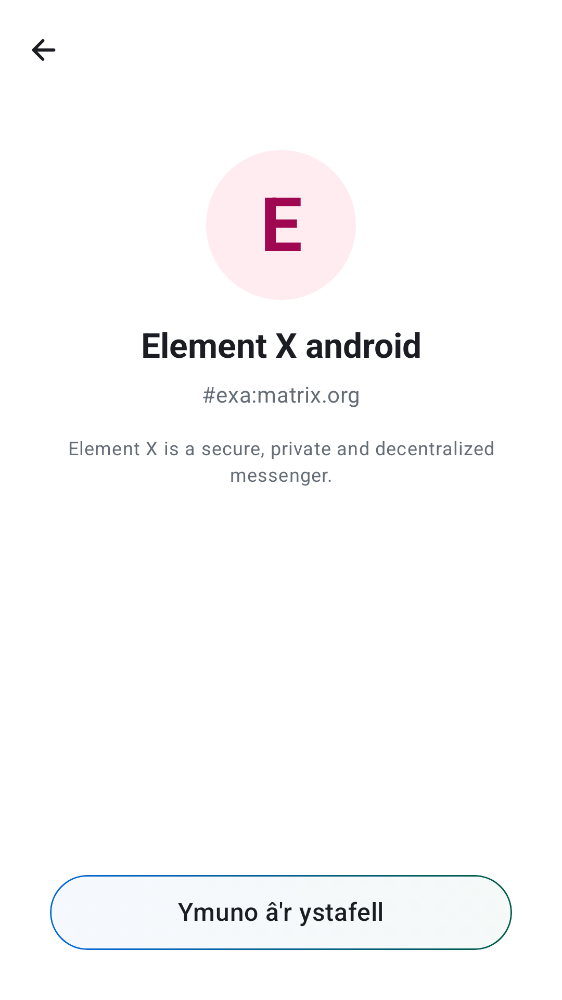 E
Element X android
#exa:matrix.org
Element X is a secure, private and decentralized
messenger.
Ymuno â'r ystafell